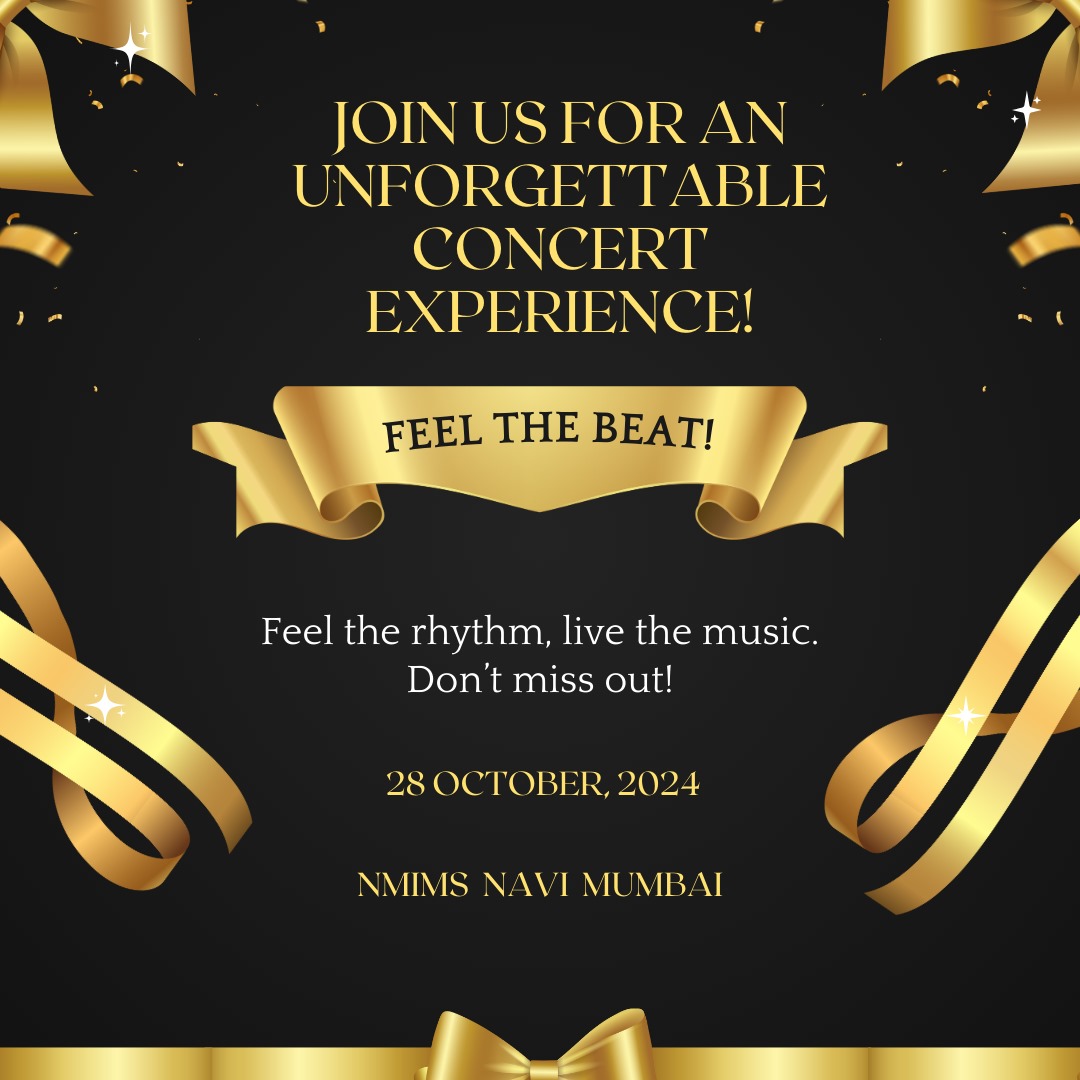 JOIN US FOR AN
UNFORGETTABLE
CONCERT
EXPERIENCE!
FEEL THE BEAT!
Feel the rhythm, live the music.
Don’t miss out!
28 OCTOBER, 2024
NMIMS NAVI MUMBAI